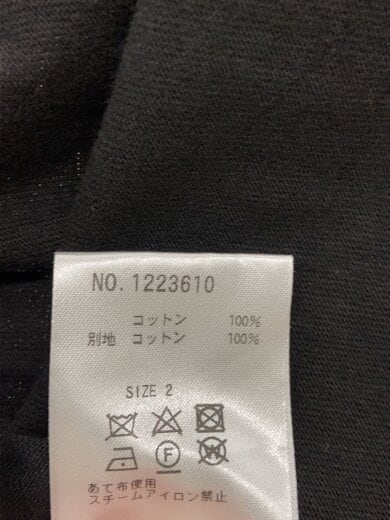 NO.1223610
コットン 100%
別地 コットン 100%
SIZE 2
F W
あて布使用
スチームアイロン禁止